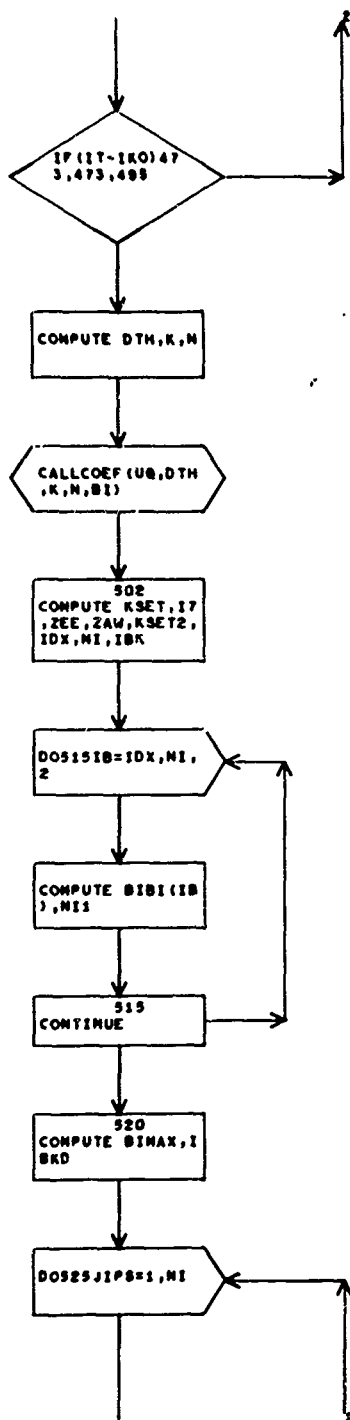 2
IF(IT-IKO)47
3,473,495
COMPUTE DTH,K,N
CALLCOEF(UQ,DTH
,K,N,BI)
502
COMPUTE KSET,I7
,ZEE,ZAW,KSET2,
IDX,NI,IBK
DO515IB=IDX,NI,
2
COMPUTE BIBI(IB
),NI1
515
CONTINUE
520
COMPUTE BIMAX,I
BKD
DO525JIPS=1,NI